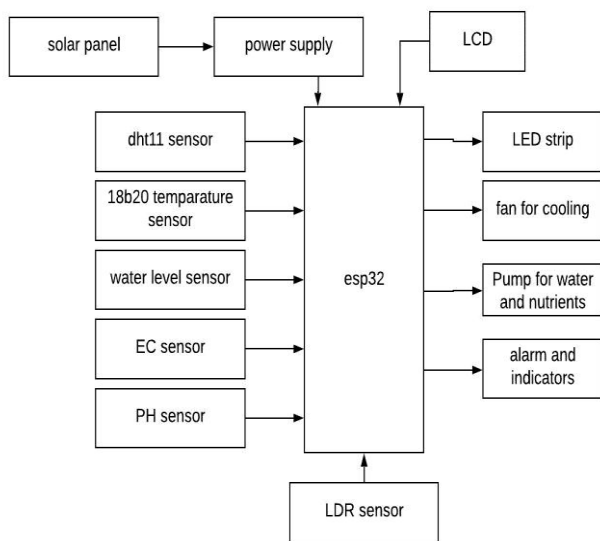 solar panel
power supply
LCD
dht11 sensor
18b20 temparature
sensor
water level sensor
EC sensor
PH sensor
esp32
LED strip
fan for cooling
Pump for water
and nutrients
alarm and
indicators
LDR sensor